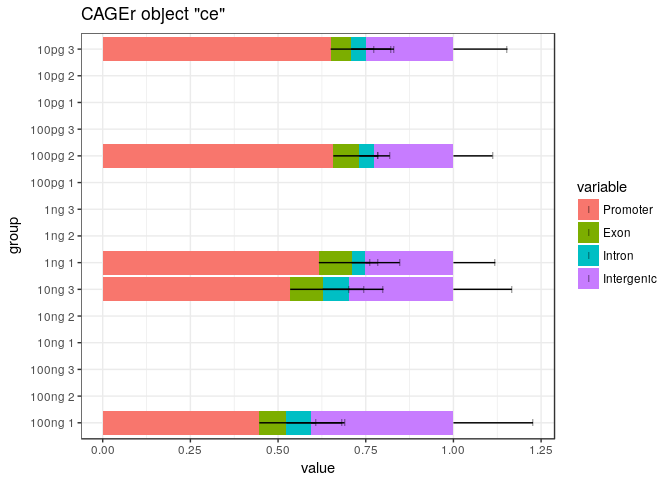 CAGEr object "ce"
group
10pg 3
10pg 2
10pg 1
100pg 3
100pg 2
100pg 1
1ng 3
1ng 2
1ng 1
10ng 3
10ng 2
10ng 1
100ng 3
100ng 2
100ng 1
0.00 0.25 0.50 0.75 1.00 1.25
value
variable
Promoter
Exon
Intron
Intergenic